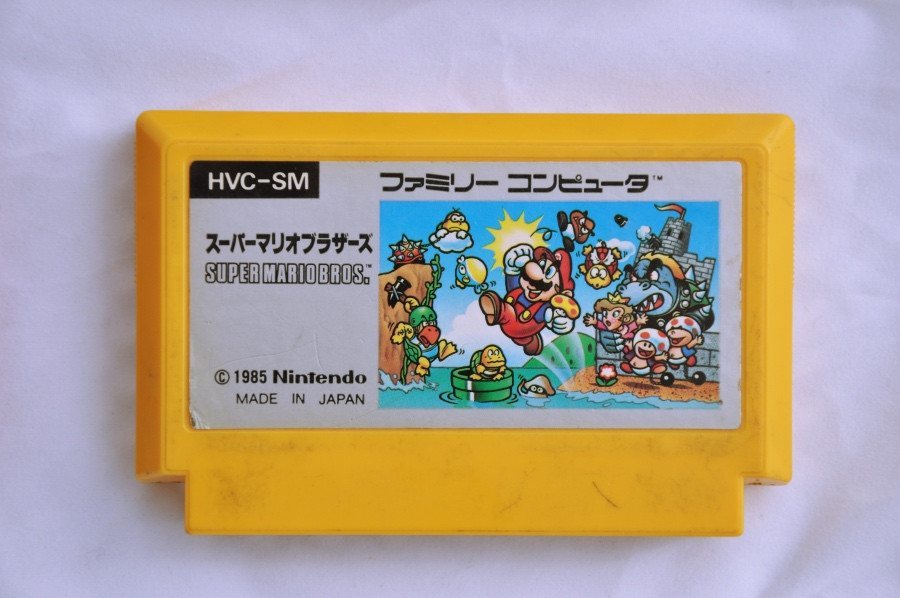 HVC-SM
ファミリー コンピュータ™
スーパーマリオブラザーズ
SUPER MARIO BROS.™
© 1985 Nintendo
MADE IN JAPAN